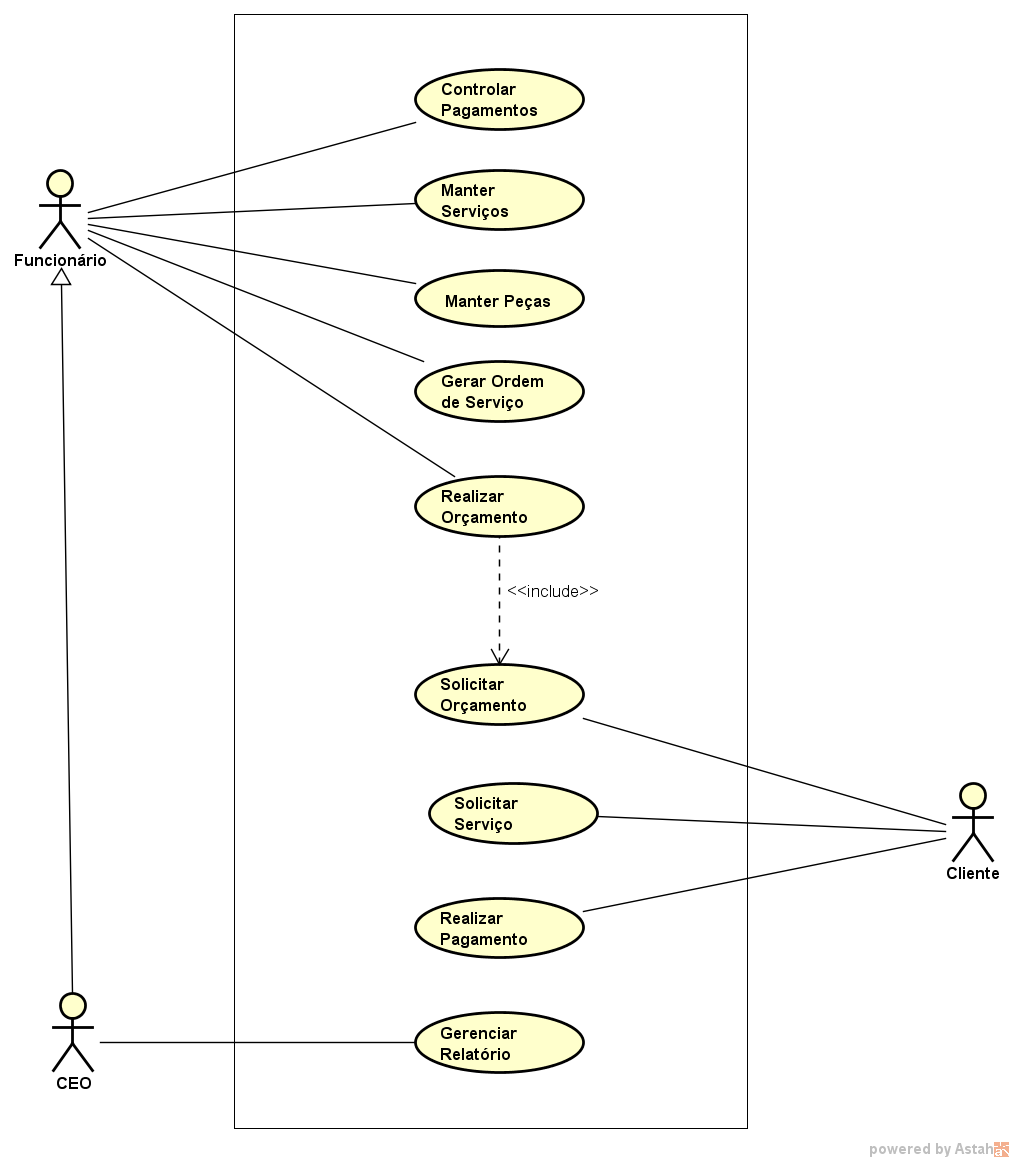 Controlar
Pagamentos
Manter
Serviços
Funcionário
Manter Peças
Gerar Ordem
de Serviço
Realizar
Orçamento
<<include>>
Solicitar
Orçamento
Solicitar
Serviço
Cliente
Realizar
Pagamento
Gerenciar
Relatório
CEO
powered by Astah